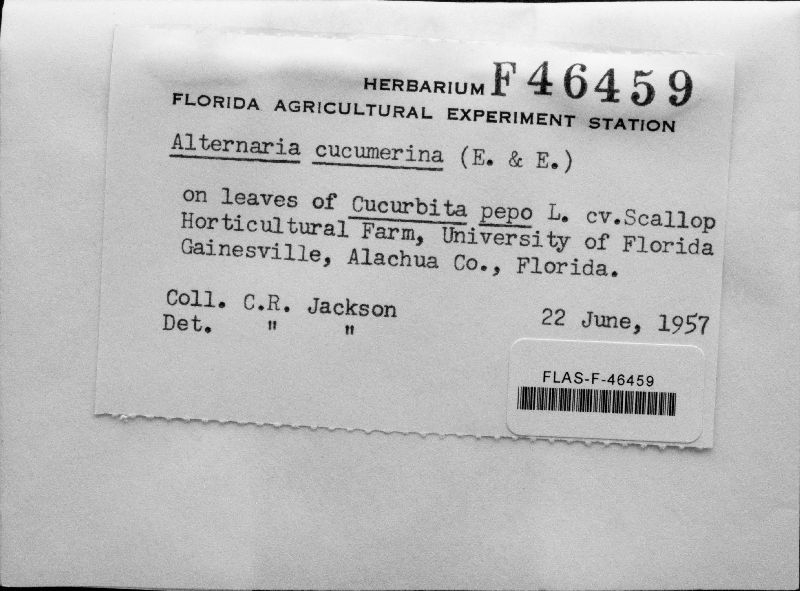 HERBARIUM F46459
FLORIDA AGRICULTURAL EXPERIMENT STATION
Alternaria cucumerina (E. & E.)
on leaves of Cucurbita pepo L. cv.Scallop
Horticultural Farm, University of Florida
Gainesville, Alachua Co., Florida.
Coll. C.R. Jackson 22 June, 1957
Det. " "
FLAS-F-46459